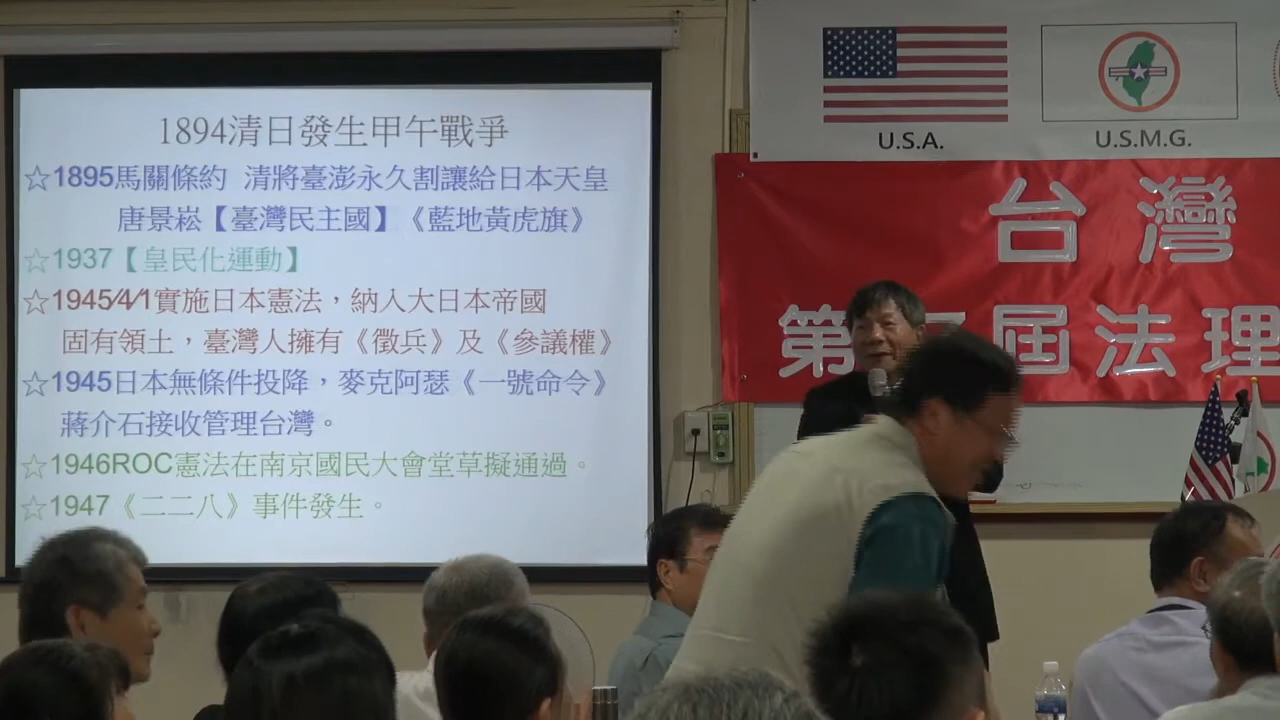 1894清日發生甲午戰爭
☆1895馬關條約 清將臺澎永久割讓給日本天皇
唐景崧【臺灣民主國】《藍地黃虎旗》
☆1937【皇民化運動】
☆1945/4/1實施日本憲法，納入大日本帝國
固有領土，臺灣人擁有《徵兵》及《參議權》
☆1945日本無條件投降，麥克阿瑟《一號命令》
蔣介石接收管理台灣。
☆1946ROC憲法在南京國民大會堂草擬通過。
☆1947《二二八》事件發生。
U.S.A.
U.S.M.G.
台灣
第 屆法理